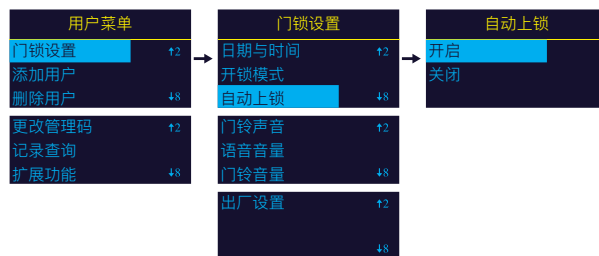 用户菜单
门锁设置 ↑2
添加用户
删除用户 ↓8
更改管理码 ↑2
记录查询
扩展功能 ↓8
门锁设置
日期与时间 ↑2
开锁模式
自动上锁 ↓8
门铃声音 ↑2
语音音量
门铃音量 ↓8
出厂设置 ↑2
↓8
自动上锁
开启
关闭